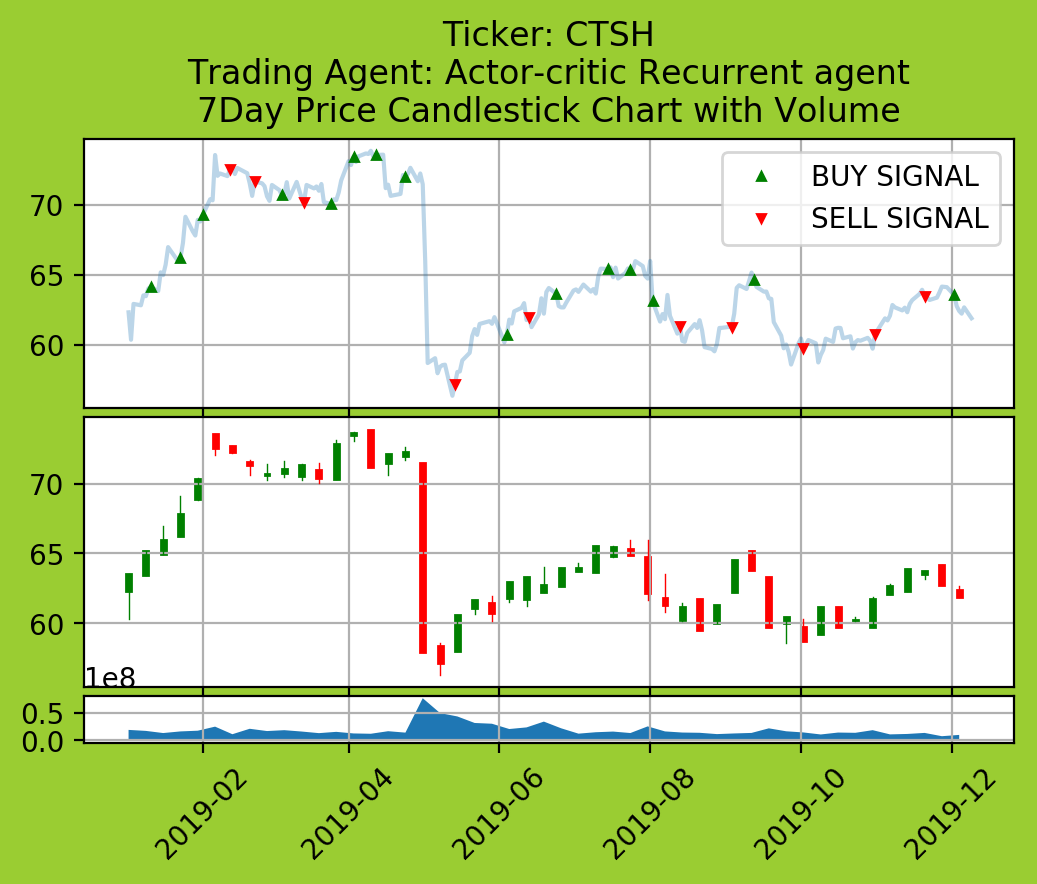 Ticker: CTSH
Trading Agent: Actor-critic Recurrent agent
7Day Price Candlestick Chart with Volume
BUY SIGNAL
SELL SIGNAL
70
65
60
70
65
60
1e8
0.5
0.0
2019-02
2019-04
2019-06
2019-08
2019-10
2019-12